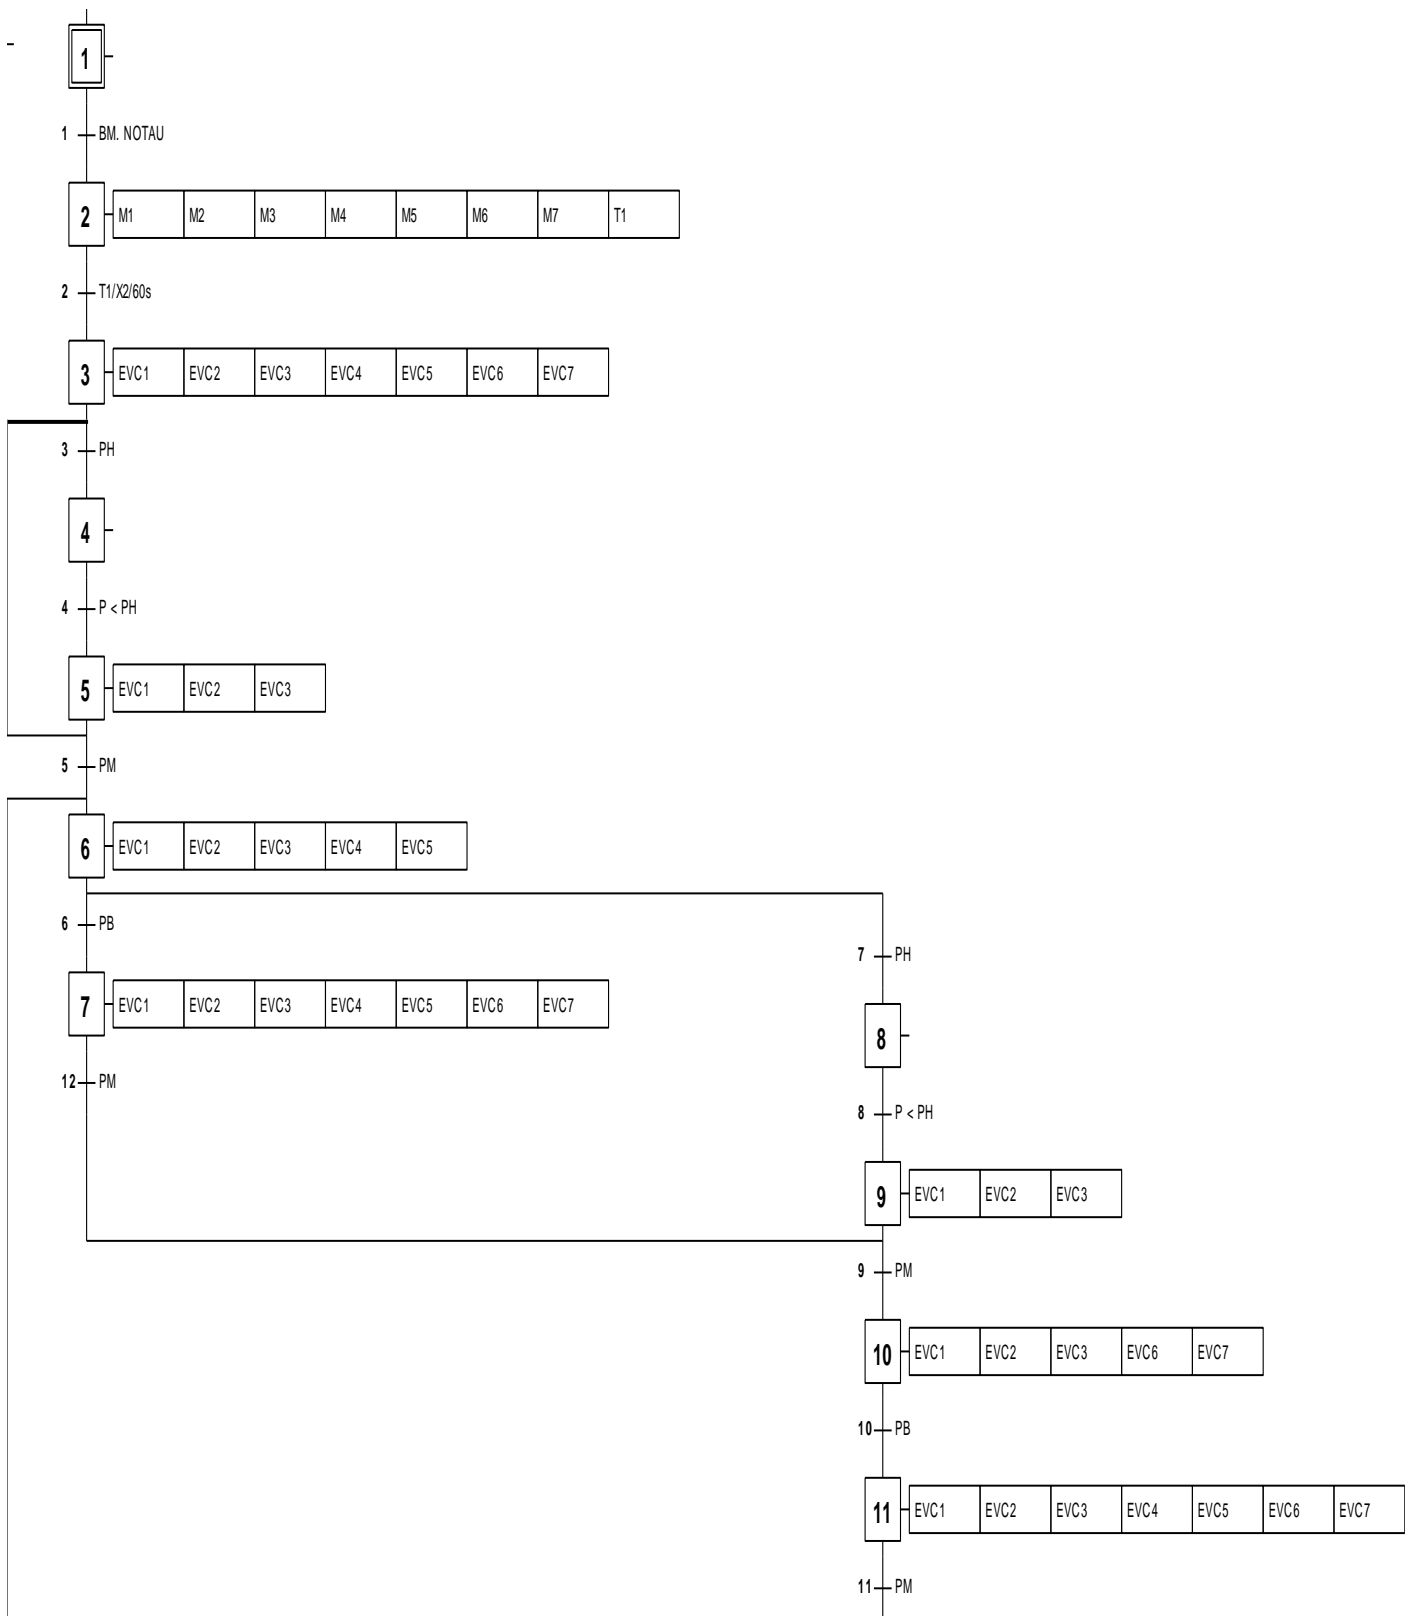 1
1 BM. NOTAU
2 M1 M2 M3 M4 M5 M6 M7 T1
2 T1/X2/60s
3 EVC1 EVC2 EVC3 EVC4 EVC5 EVC6 EVC7
3 PH
4
4 P < PH
5 EVC1 EVC2 EVC3
5 PM
6 EVC1 EVC2 EVC3 EVC4 EVC5
6 PB
7 PH
7 EVC1 EVC2 EVC3 EVC4 EVC5 EVC6 EVC7
8
12 PM
8 P < PH
9 EVC1 EVC2 EVC3
9 PM
10 EVC1 EVC2 EVC3 EVC6 EVC7
10 PB
11 EVC1 EVC2 EVC3 EVC4 EVC5 EVC6 EVC7
11 PM